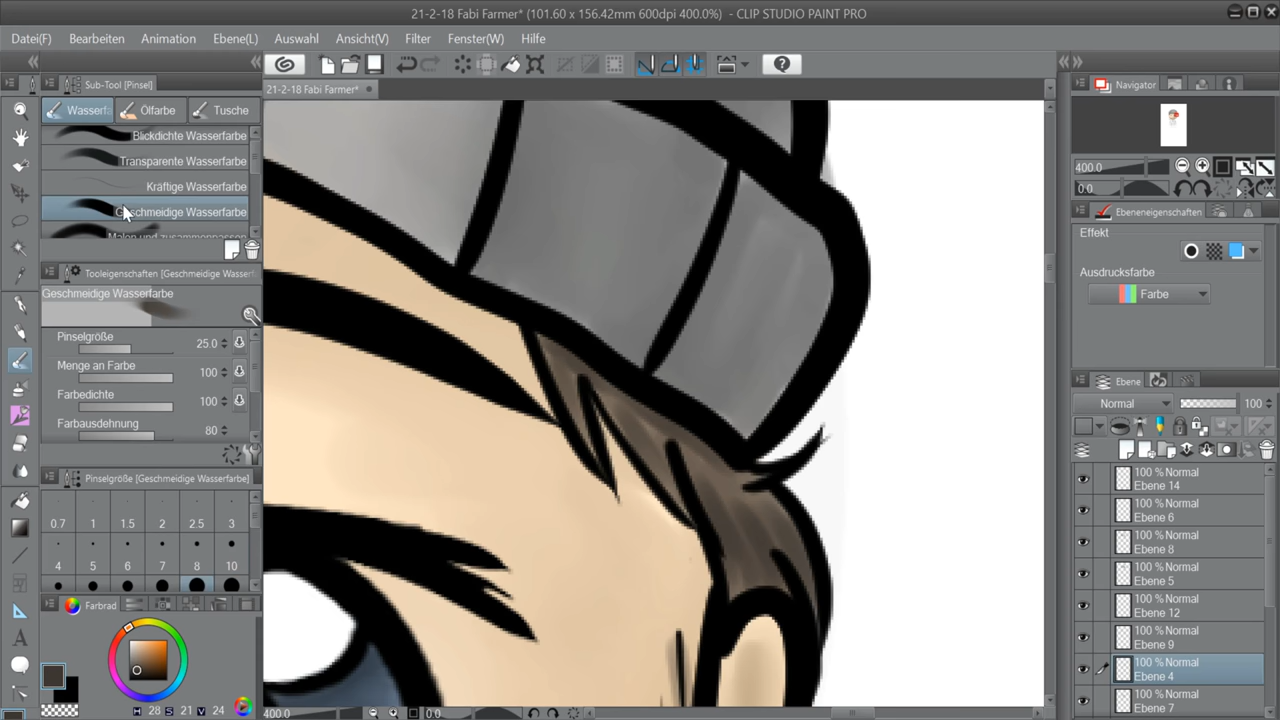 21-2-18 Fabi Farmer* (101.60 x 156.42mm 600dpi 400.0%) - CLIP STUDIO PAINT PRO
Datei(F) Bearbeiten Animation Ebene(L) Auswahl Ansicht(V) Filter Fenster(W) Hilfe
Sub-Tool [Pinsel]
Wasserfa Ölfarbe Tusche
Blickdichte Wasserfarbe
Transparente Wasserfarbe
Kräftige Wasserfarbe
Geschmeidige Wasserfarbe
Malen und zusammenpassen
Tooleigenschaften [Geschmeidige Wasserf
Geschmeidige Wasserfarbe
Pinselgröße 25.0
Menge an Farbe 100
Farbedichte 100
Farbausdehnung 80
Pinselgröße [Geschmeidige Wasserfarbe]
0.7 1 1.5 2 2.5 3
4 5 6 7 8 10
Farbrad
H 28 S 21 V 24
21-2-18 Fabi Farmer*
400.0 0.0
Navigator
400.0
0.0
Ebeneneigenschaften
Effekt
Ausdrucksfarbe
Farbe
Ebene
Normal 100
100 % Normal
Ebene 14
100 % Normal
Ebene 6
100 % Normal
Ebene 8
100 % Normal
Ebene 5
100 % Normal
Ebene 12
100 % Normal
Ebene 9
100 % Normal
Ebene 4
100 % Normal
Ebene 7